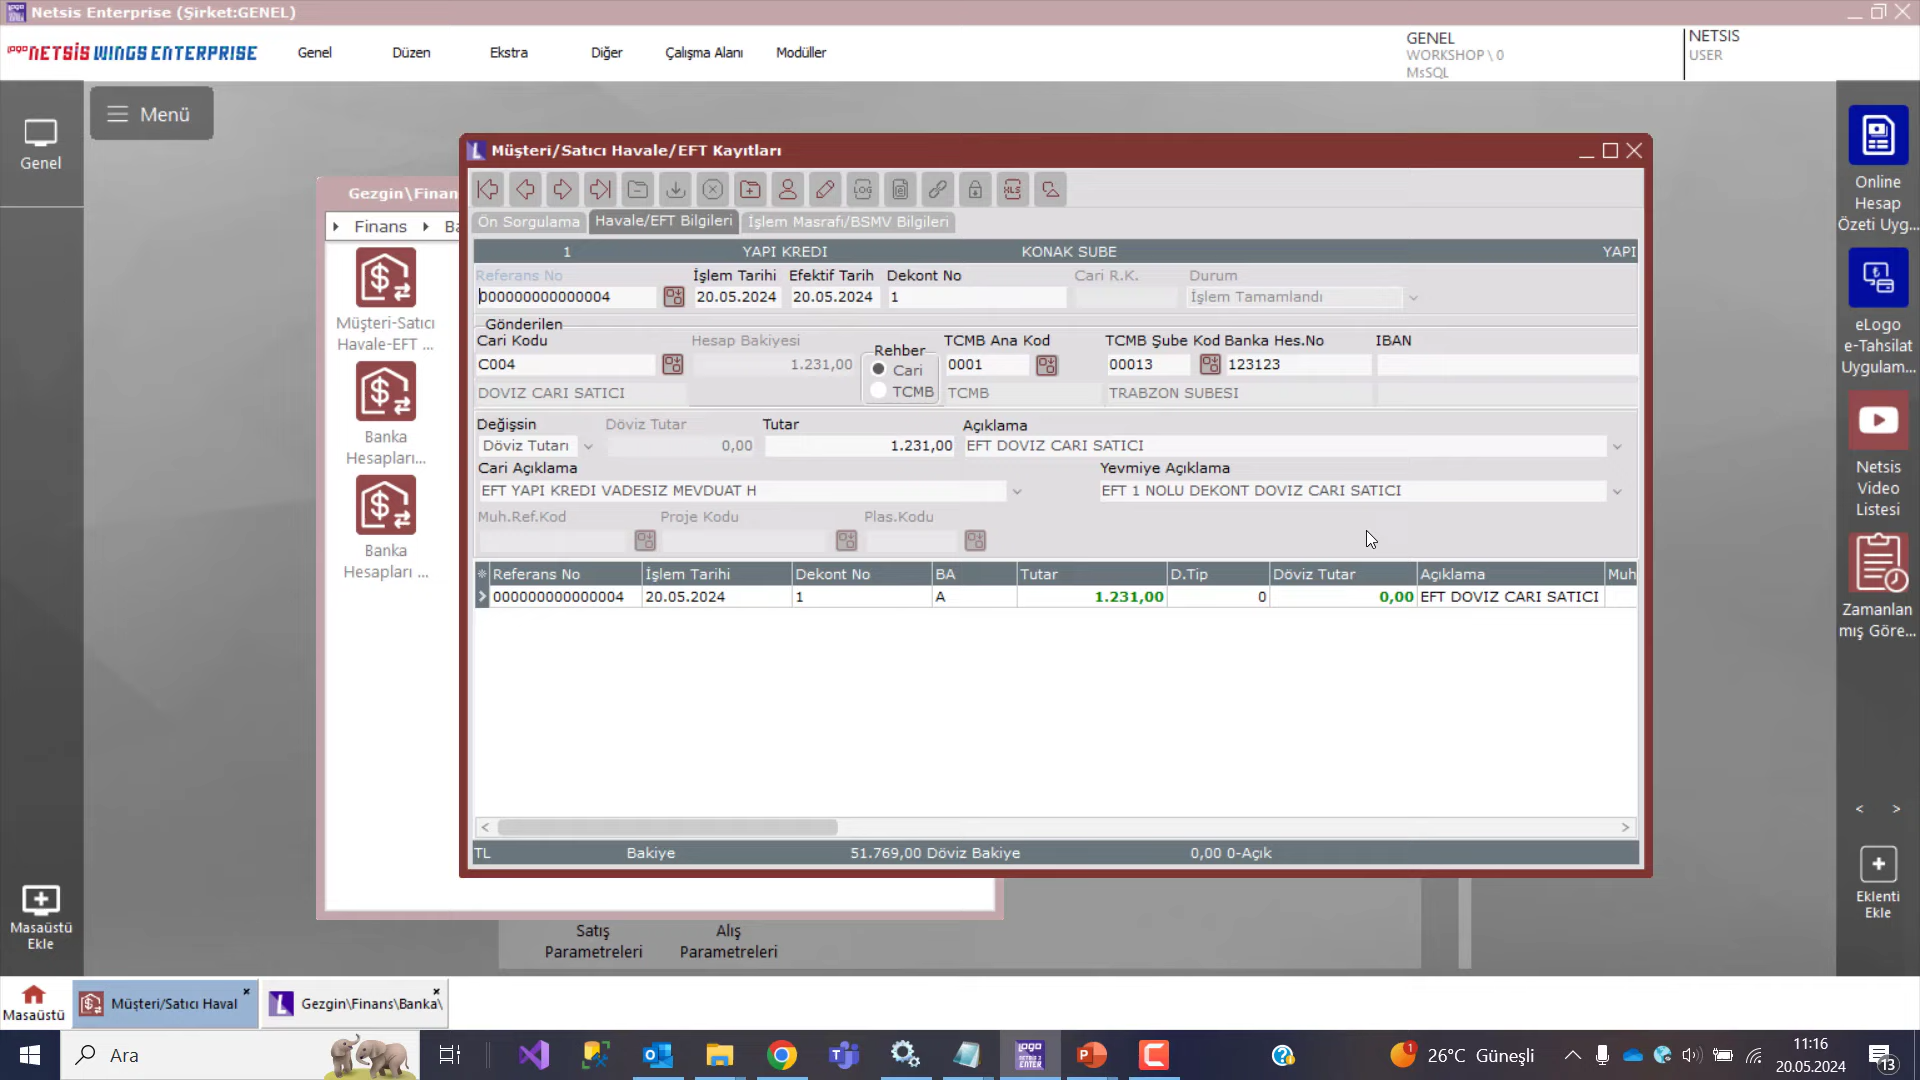 Netsis Enterprise (Şirket:GENEL)
logo NETSİS WINGS ENTERPRISE
Genel
Düzen
Ekstra
Diğer
Çalışma Alanı
Modüller
GENEL
WORKSHOP \ 0
MsSQL
NETSIS
USER
Genel
Menü
Gezgin\Finan
Finans
Ba
Müşteri-Satıcı
Havale-EFT ...
Banka
Hesapları...
Banka
Hesapları ...
Müşteri/Satıcı Havale/EFT Kayıtları
LOG
XLS
Ön Sorgulama
Havale/EFT Bilgileri
İşlem Masrafı/BSMV Bilgileri
1 YAPI KREDI KONAK SUBE YAPI
Referans No İşlem Tarihi Efektif Tarih Dekont No Cari R.K. Durum
000000000000004 20.05.2024 20.05.2024 1 İşlem Tamamlandı
Gönderilen
Cari Kodu Hesap Bakiyesi Rehber TCMB Ana Kod TCMB Şube Kod Banka Hes.No IBAN
C004 1.231,00 Cari 0001 00013 123123
DOVIZ CARI SATICI TCMB TCMB TRABZON SUBESI
Değişsin Döviz Tutar Tutar Açıklama
Döviz Tutarı 0,00 1.231,00 EFT DOVIZ CARI SATICI
Cari Açıklama Yevmiye Açıklama
EFT YAPI KREDI VADESIZ MEVDUAT H EFT 1 NOLU DEKONT DOVIZ CARI SATICI
Muh.Ref.Kod Proje Kodu Plas.Kodu
Referans No İşlem Tarihi Dekont No BA Tutar D.Tip Döviz Tutar Açıklama Muh
000000000000004 20.05.2024 1 A 1.231,00 0 0,00 EFT DOVIZ CARI SATICI
TL Bakiye 51.769,00 Döviz Bakiye 0,00 0-Açık
Online
Hesap
Özeti Uyg...
eLogo
e-Tahsilat
Uygulam...
Netsis
Video
Listesi
Zamanlan
mış Göre...
Eklenti
Ekle
Masaüstü
Ekle
Satış
Parametreleri
Alış
Parametreleri
Masaüstü
Müşteri/Satıcı Haval
Gezgin\Finans\Banka\
Ara
26°C Güneşli
11:16
20.05.2024
13